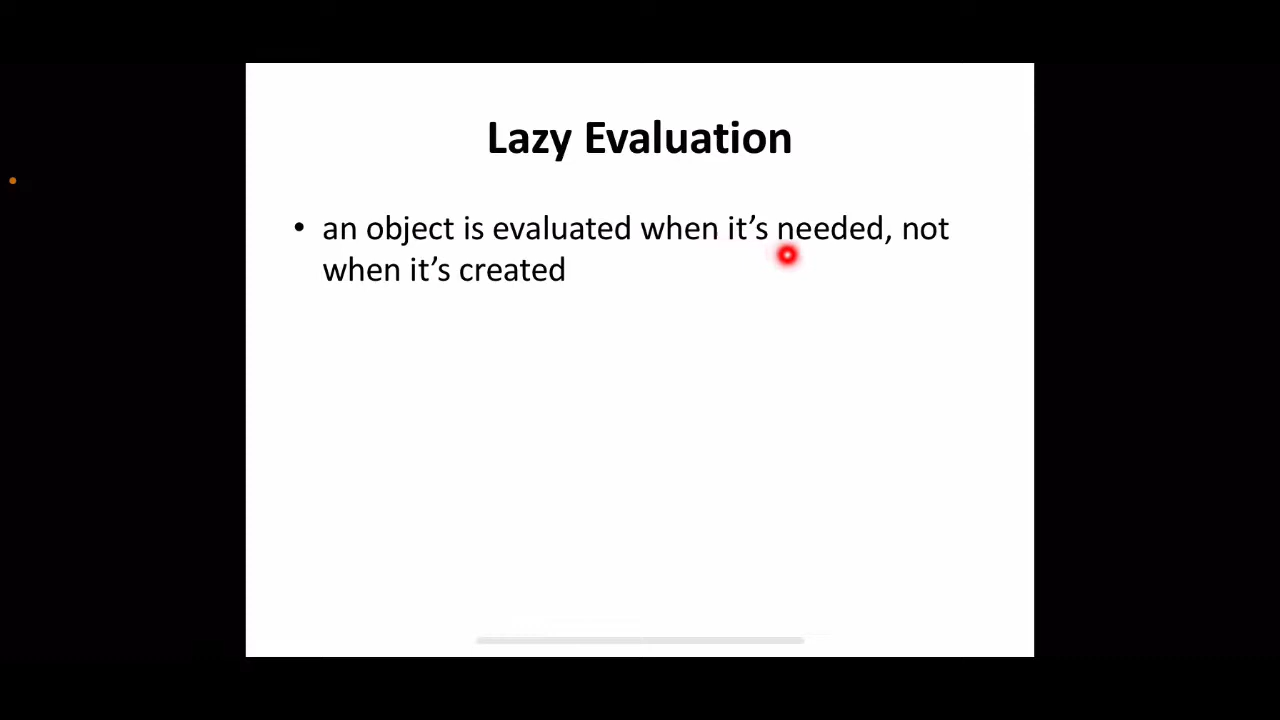 Lazy Evaluation
• an object is evaluated when it’s needed, not
when it’s created